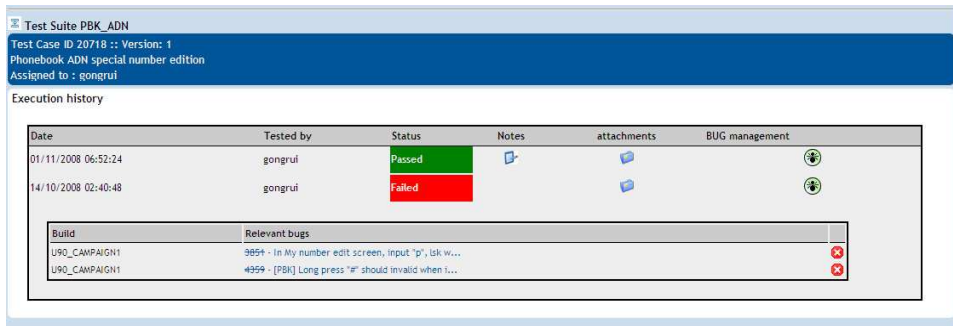 Test Suite PBK_ADN
Test Case ID 20718 :: Version: 1
Phonebook ADN special number edition
Assigned to : gongrui
Execution history
Date Tested by Status Notes attachments BUG management
01/11/2008 06:52:24 gongrui Passed
14/10/2008 02:40:48 gongrui Failed
Build Relevant bugs
U90_CAMPAIGN1 3851 - In My number edit screen, input "p", lsk w...
U90_CAMPAIGN1 4359 - [PBK] Long press "#" should invalid when i...